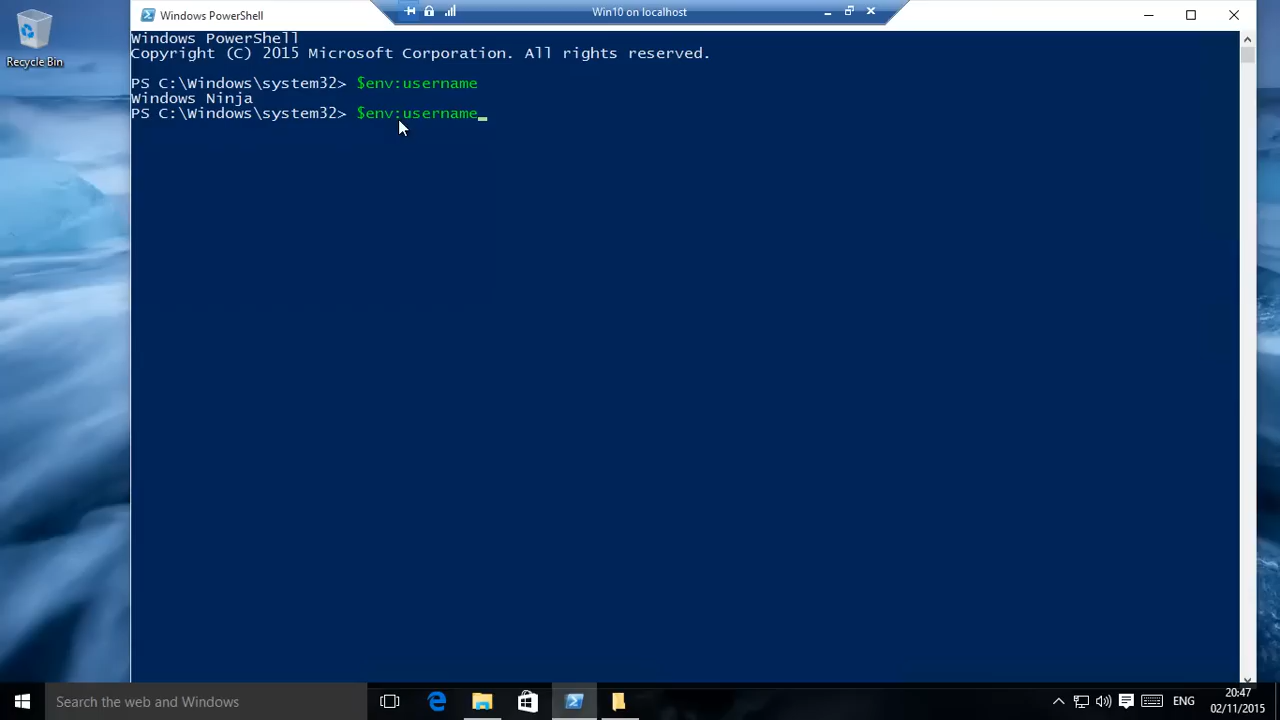 Recycle Bin
Windows PowerShell
Win10 on localhost
Windows PowerShell
Copyright (C) 2015 Microsoft Corporation. All rights reserved.
PS C:\Windows\system32> $env:username
Windows Ninja
PS C:\Windows\system32> $env:username_
Search the web and Windows
ENG
20:47
02/11/2015